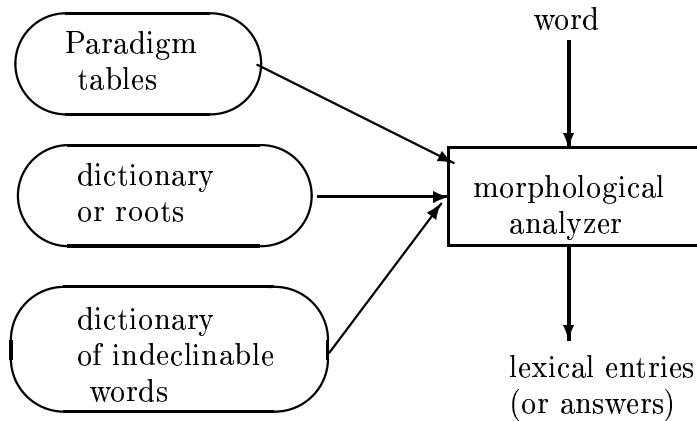 word
Paradigm
tables
dictionary
or roots
morphological
analyzer
dictionary
of indeclinable
words
lexical entries
(or answers)